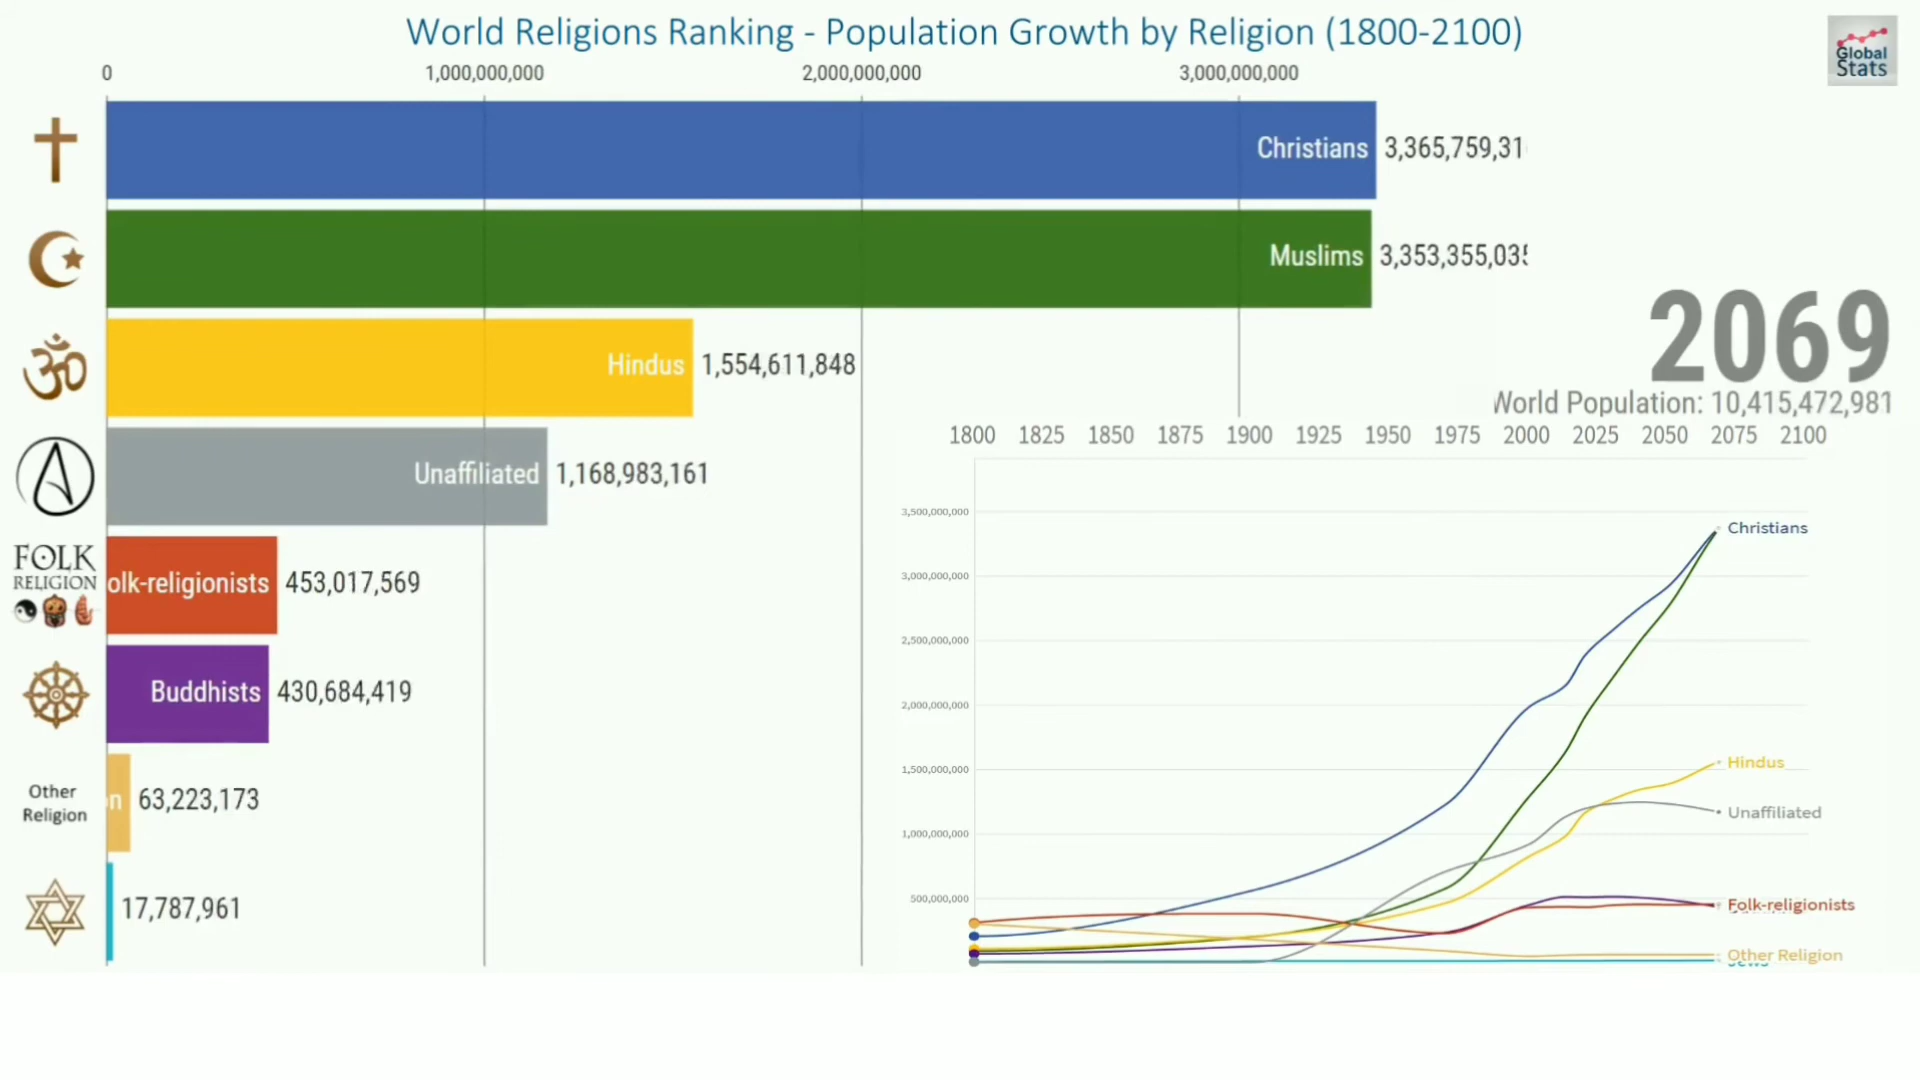 World Religions Ranking - Population Growth by Religion (1800-2100)
Global
Stats
0 1,000,000,000 2,000,000,000 3,000,000,000
Christians 3,365,759,31
Muslims 3,353,355,03
Hindus 1,554,611,848
Unaffiliated 1,168,983,161
FOLK
RELIGION
olk-religionists 453,017,569
Buddhists 430,684,419
Other
Religion
n 63,223,173
17,787,961
2069
World Population: 10,415,472,981
1800 1825 1850 1875 1900 1925 1950 1975 2000 2025 2050 2075 2100
3,500,000,000
Christians
3,000,000,000
2,500,000,000
2,000,000,000
1,500,000,000
Hindus
Unaffiliated
1,000,000,000
500,000,000
Folk-religionists
Other Religion